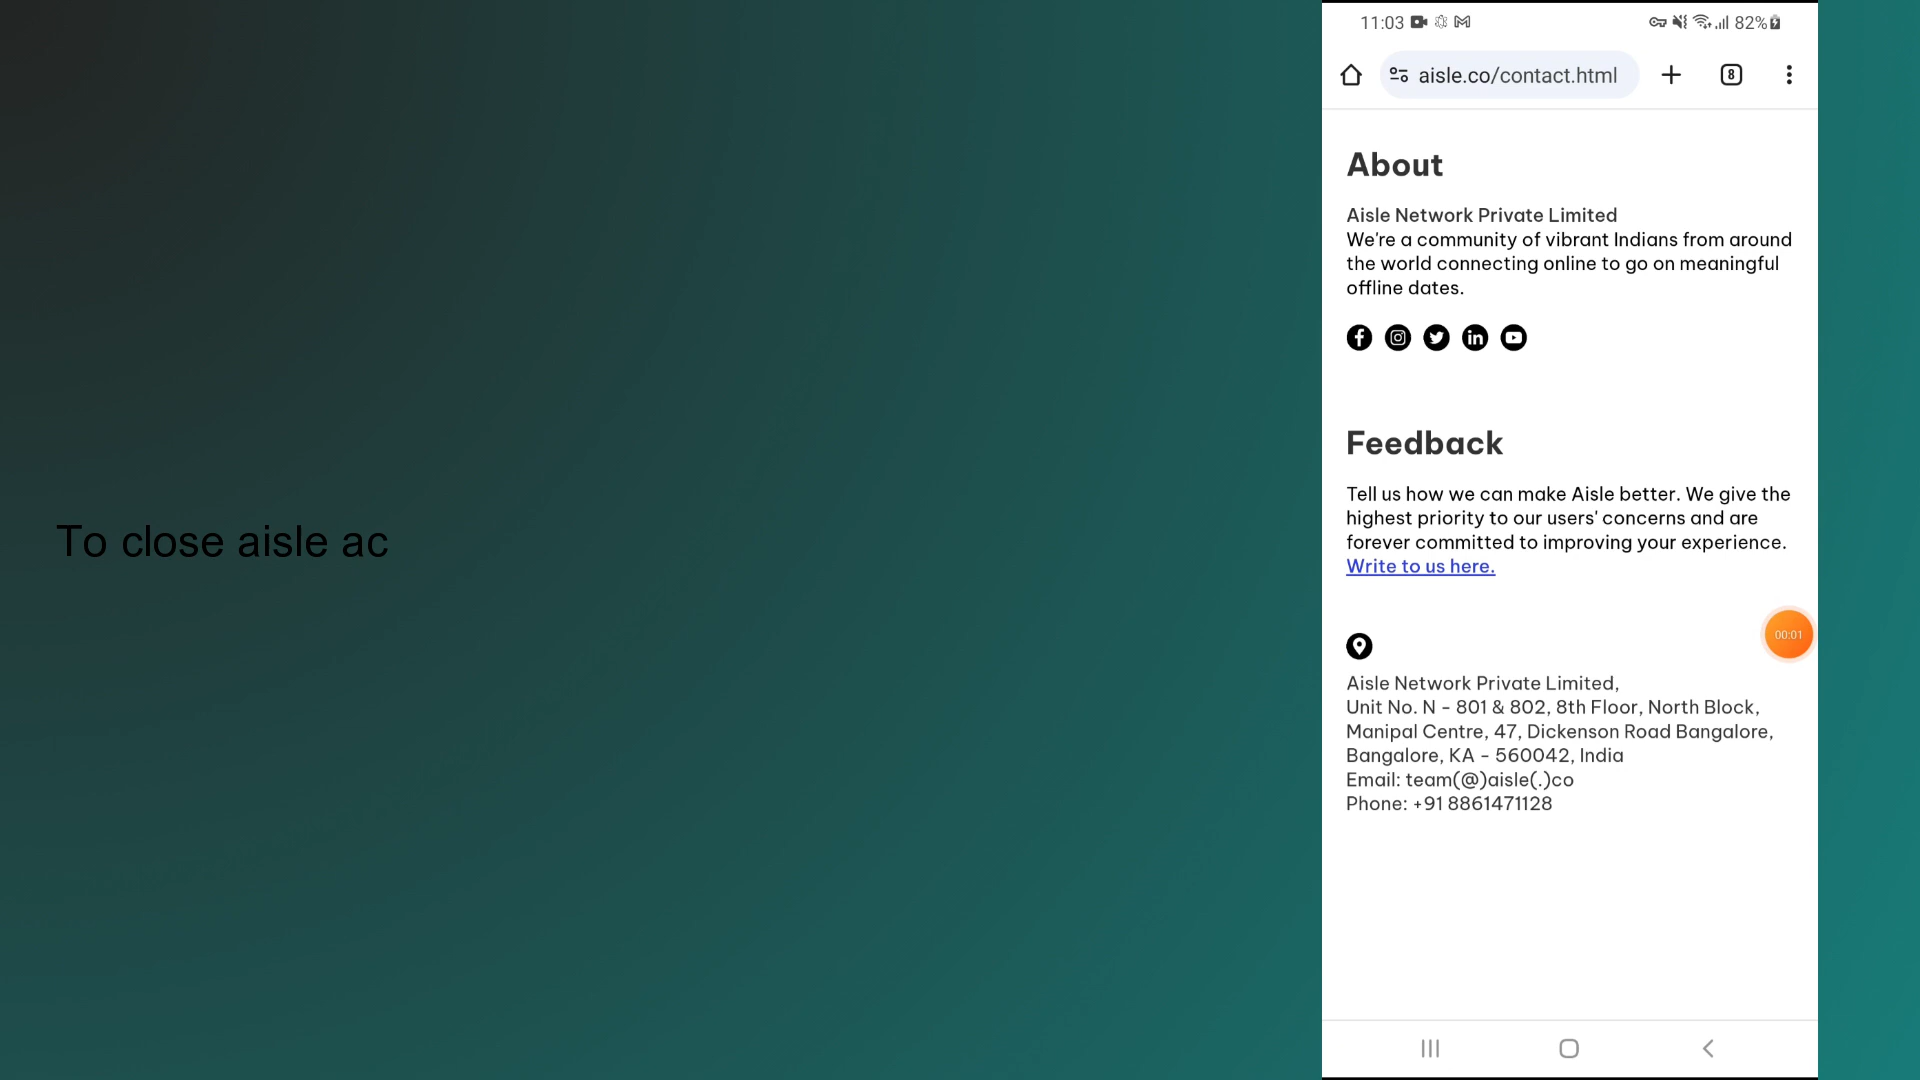 11:03
82%
aisle.co/contact.html
8
About
Aisle Network Private Limited
We're a community of vibrant Indians from around
the world connecting online to go on meaningful
offline dates.
Feedback
Tell us how we can make Aisle better. We give the
highest priority to our users' concerns and are
forever committed to improving your experience.
Write to us here.
To close aisle ac
00:01
Aisle Network Private Limited,
Unit No. N - 801 & 802, 8th Floor, North Block,
Manipal Centre, 47, Dickenson Road Bangalore,
Bangalore, KA - 560042, India
Email: team(@)aisle(.)co
Phone: +91 8861471128